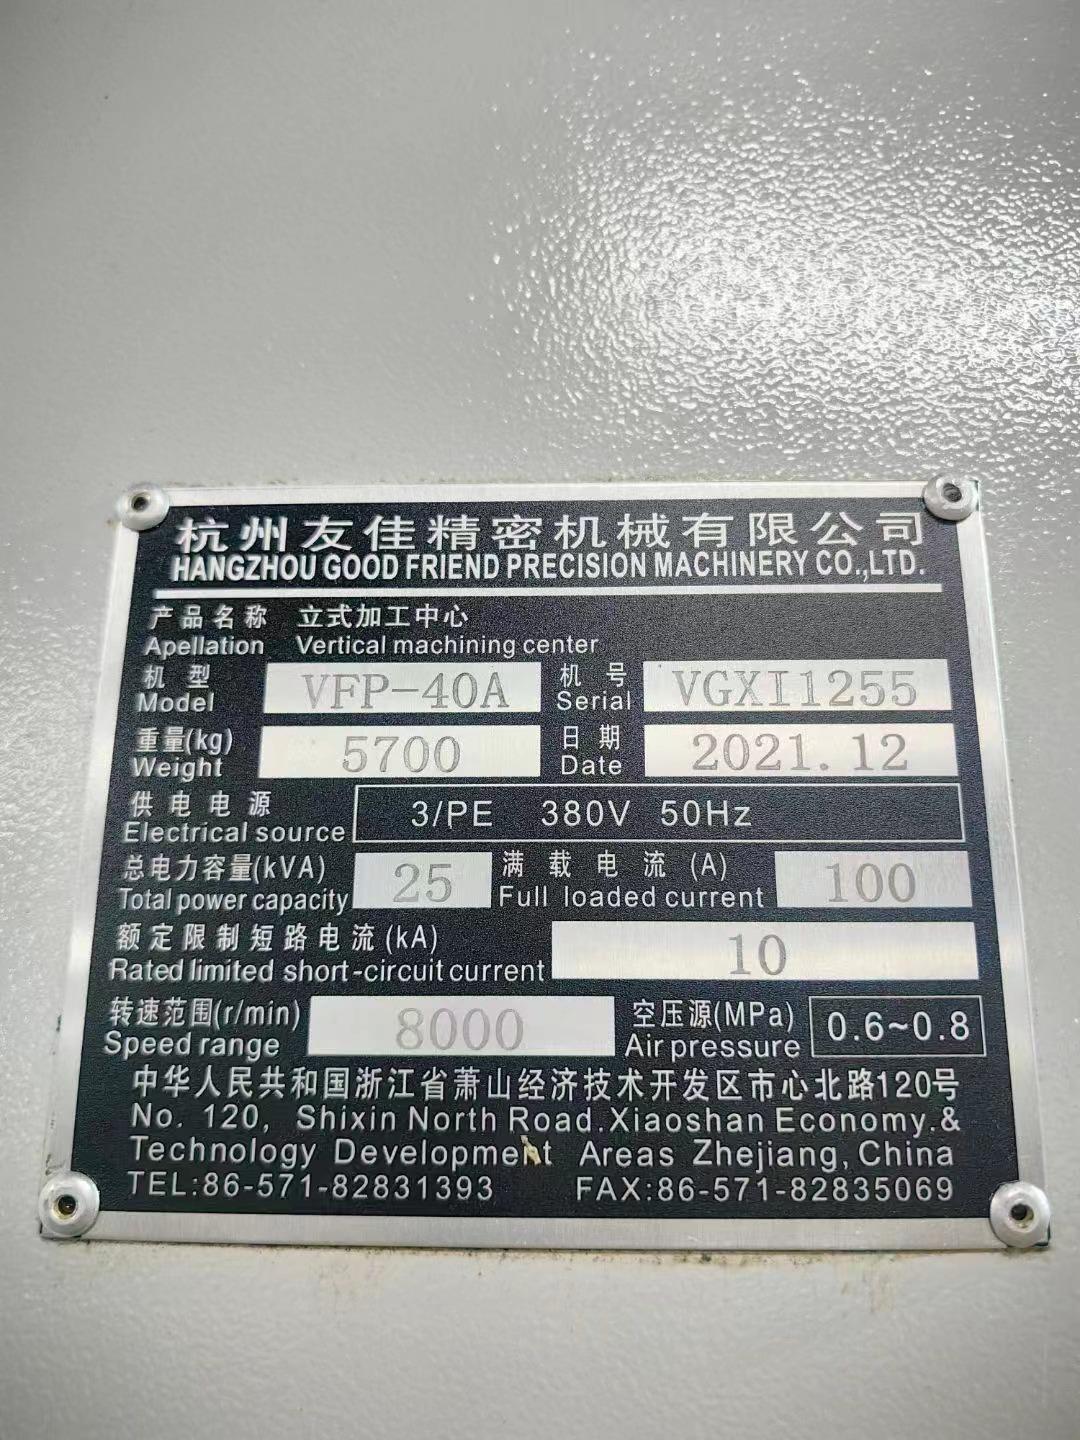 杭州友佳精密机械有限公司
HANGZHOU GOOD FRIEND PRECISION MACHINERY CO.,LTD.
产品名称 立式加工中心
Apellation Vertical machining center
机型 VFP-40A 机号 VGXI1255
Model Serial
重量(kg) 5700 日期 2021.12
Weight Date
供电电源 3/PE 380V 50Hz
Electrical source
总电力容量(kVA) 25 满载电流(A) 100
Total power capacity Full loaded current
额定限制短路电流(kA) 10
Rated limited short-circuit current
转速范围(r/min) 8000 空压源(MPa) 0.6~0.8
Speed range Air pressure
中华人民共和国浙江省萧山经济技术开发区市心北路120号
No. 120, Shixin North Road.Xiaoshan Economy.&
Technology Development Areas Zhejiang, China
TEL:86-571-82831393 FAX:86-571-82835069